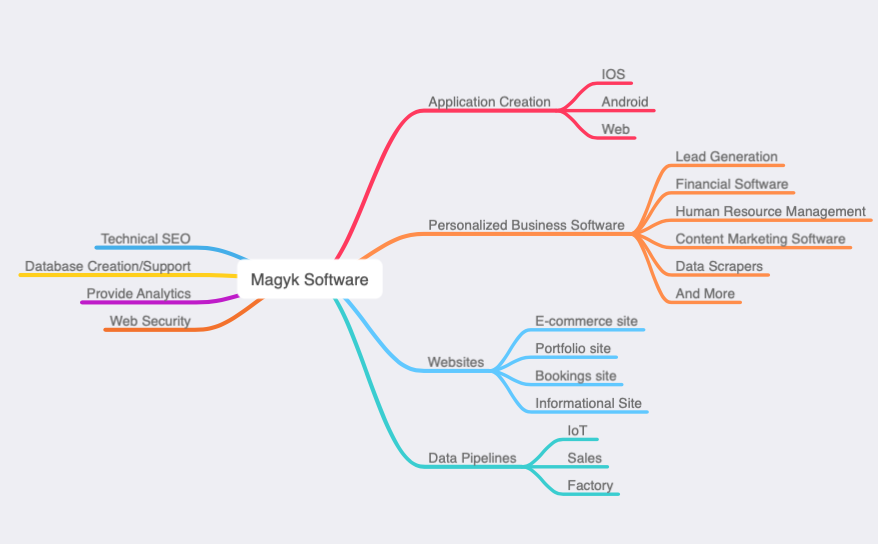 Magyk Software
Application Creation
IOS
Android
Web
Personalized Business Software
Lead Generation
Financial Software
Human Resource Management
Content Marketing Software
Data Scrapers
And More
Websites
E-commerce site
Portfolio site
Bookings site
Informational Site
Data Pipelines
IoT
Sales
Factory
Technical SEO
Database Creation/Support
Provide Analytics
Web Security